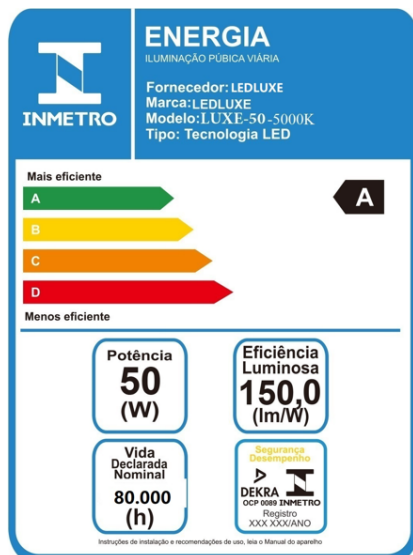 INMETRO
ENERGIA
ILUMINAÇÃO PÚBICA VIÁRIA
Fornecedor:LEDLUXE
Marca:LEDLUXE
Modelo:LUXE-50-5000K
Tipo: Tecnologia LED
Mais eficiente
A
A
B
C
D
Menos eficiente
Potência
50
(W)
Eficiência
Luminosa
150,0
(lm/W)
Vida
Declarada
Nominal
80.000
(h)
Segurança
Desempenho
DEKRA
OCP 0089 INMETRO
Registro
XXX XXX/ANO
Instruções de instalação e recomendações de uso, leia o Manual do aparelho